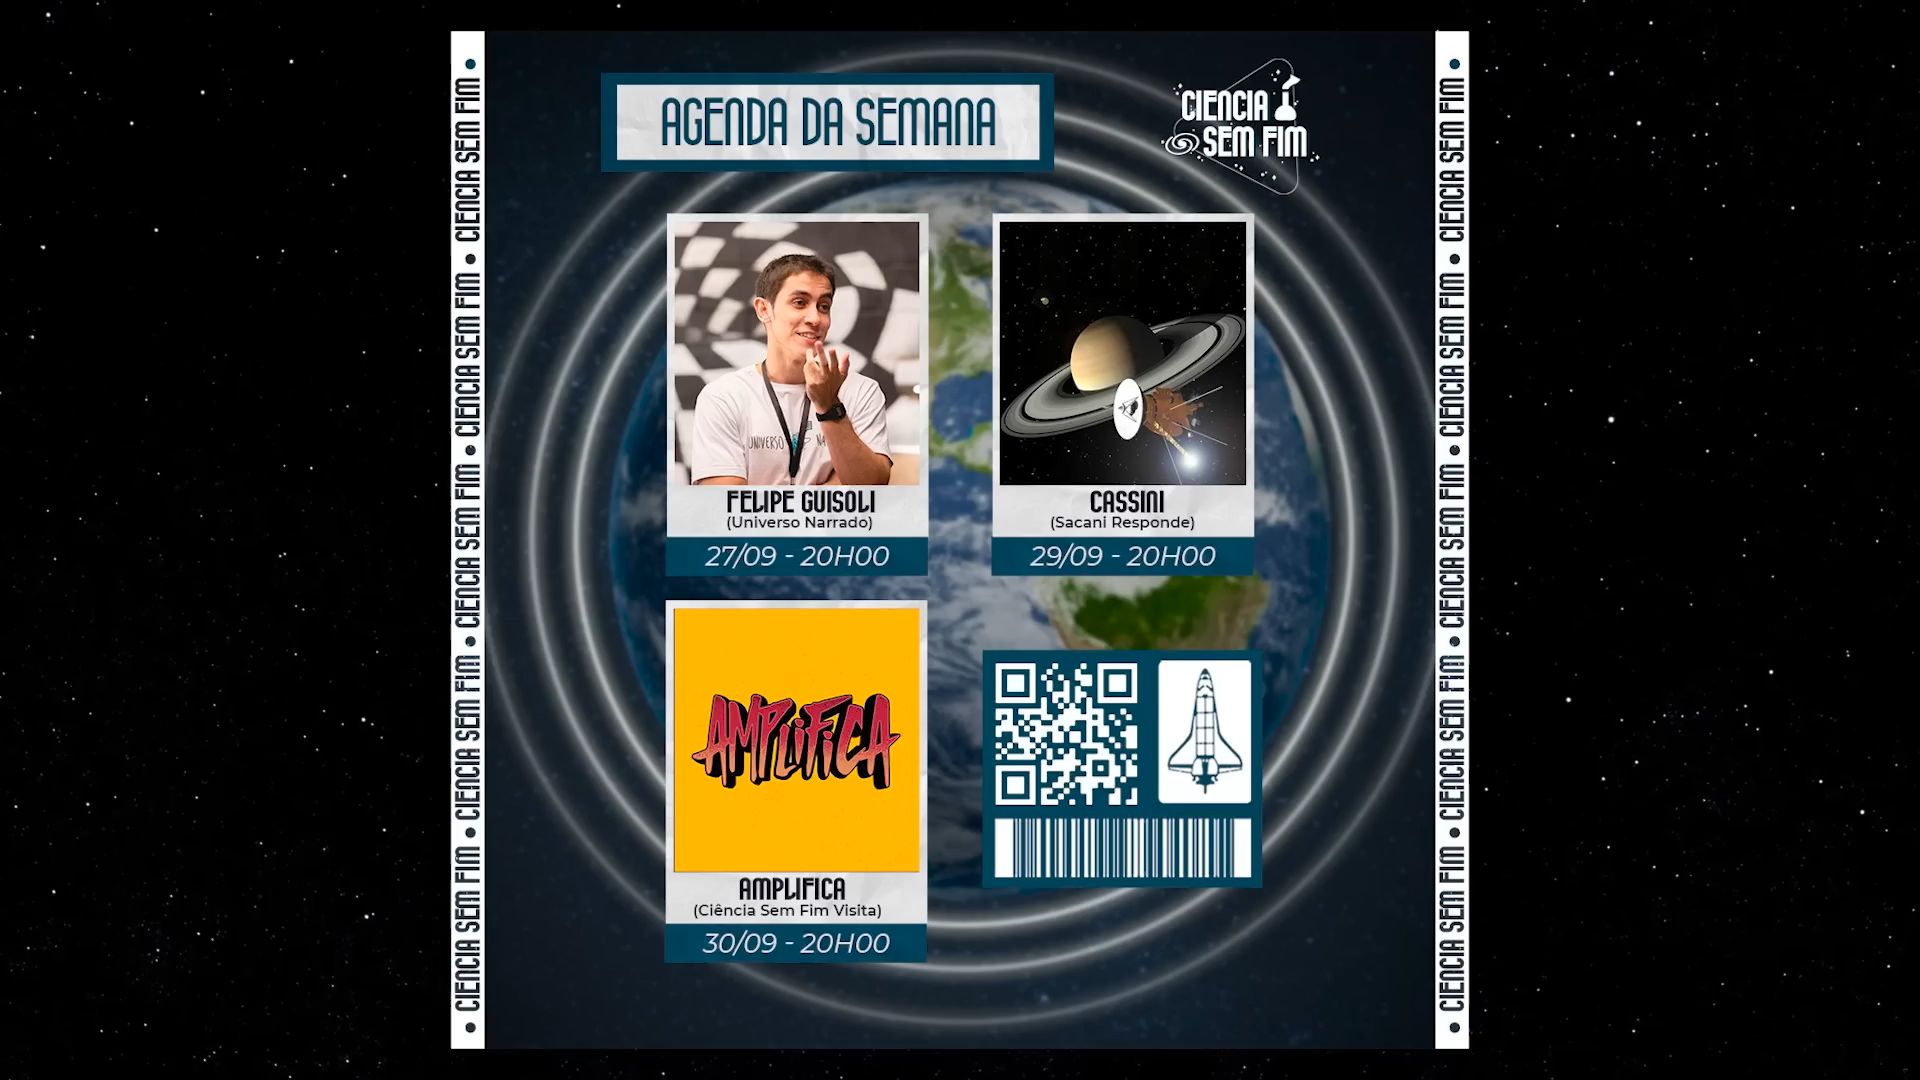 AGENDA DA SEMANA
CIENCIA
SEM FIM
UNIVERSO NA
FELIPE GUISOLI
(Universo Narrado)
27/09 - 20H00
CASSINI
(Sacani Responde)
29/09 - 20H00
AMPLIFICA
AMPLIFICA
(Ciência Sem Fim Visita)
30/09 - 20H00
• CIENCIA SEM FIM • CIENCIA SEM FIM • CIENCIA SEM FIM • CIENCIA SEM FIM • CIENCIA SEM FIM •
• CIENCIA SEM FIM • CIENCIA SEM FIM • CIENCIA SEM FIM • CIENCIA SEM FIM • CIENCIA SEM FIM •